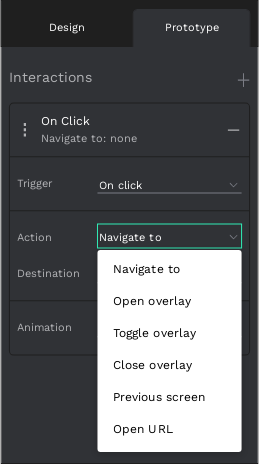 Design
Prototype
Interactions
On Click
Navigate to: none
Trigger
On click
Action
Navigate to
Destination
Animation
Navigate to
Open overlay
Toggle overlay
Close overlay
Previous screen
Open URL